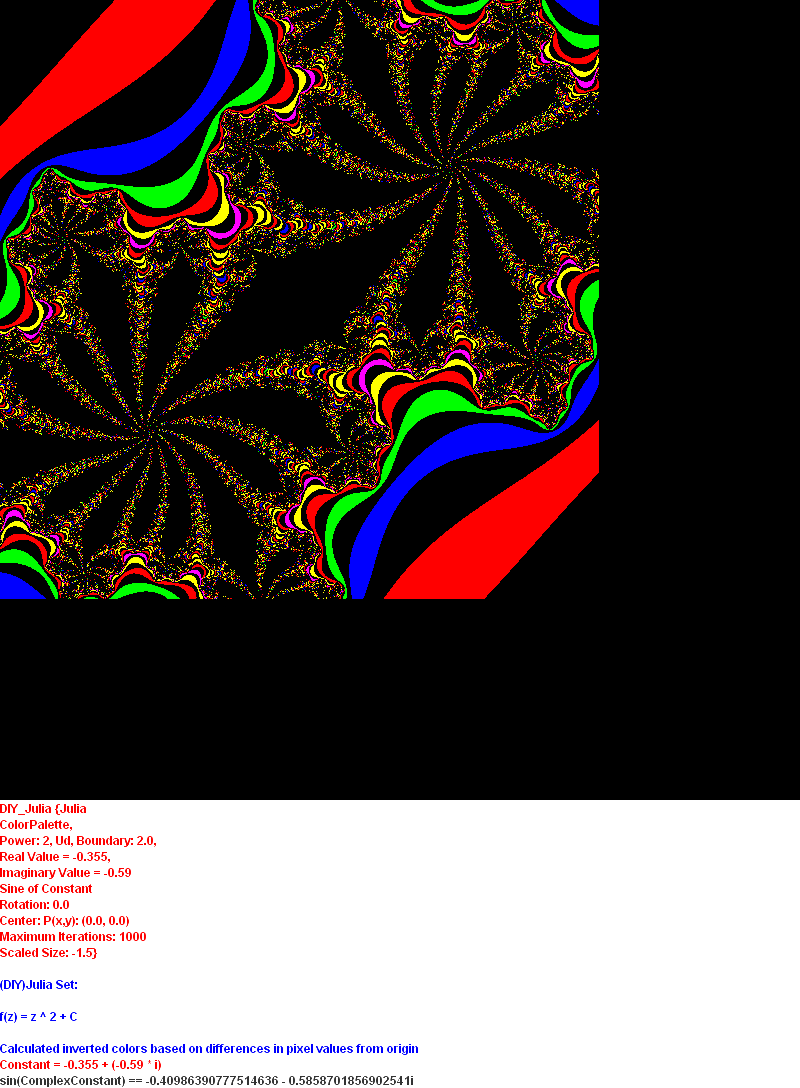 DIY_Julia {Julia
ColorPalette,
Power: 2, Ud, Boundary: 2.0,
Real Value = -0.355,
Imaginary Value = -0.59
Sine of Constant
Rotation: 0.0
Center: P(x,y): (0.0, 0.0)
Maximum Iterations: 1000
Scaled Size: -1.5}
(DIY)Julia Set:
f(z) = z ^ 2 + C
Calculated inverted colors based on differences in pixel values from origin
Constant = -0.355 + (-0.59 * i)
sin(ComplexConstant) == -0.40986390777514636 - 0.5858701856902541i